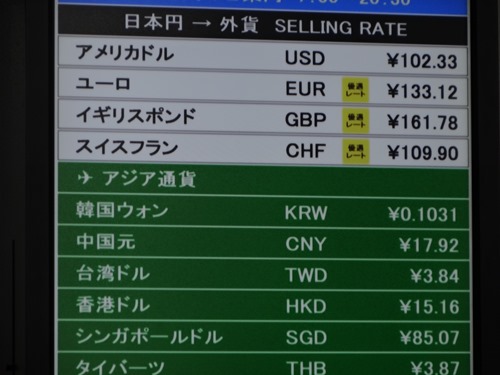 日本円 → 外貨 SELLING RATE
アメリカドル USD ¥102.33
ユーロ EUR 優遇レート ¥133.12
イギリスポンド GBP 優遇レート ¥161.78
スイスフラン CHF 優遇レート ¥109.90
✈ アジア通貨
韓国ウォン KRW ¥0.1031
中国元 CNY ¥17.92
台湾ドル TWD ¥3.84
香港ドル HKD ¥15.16
シンガポールドル SGD ¥85.07
タイバーツ THB ¥3.87